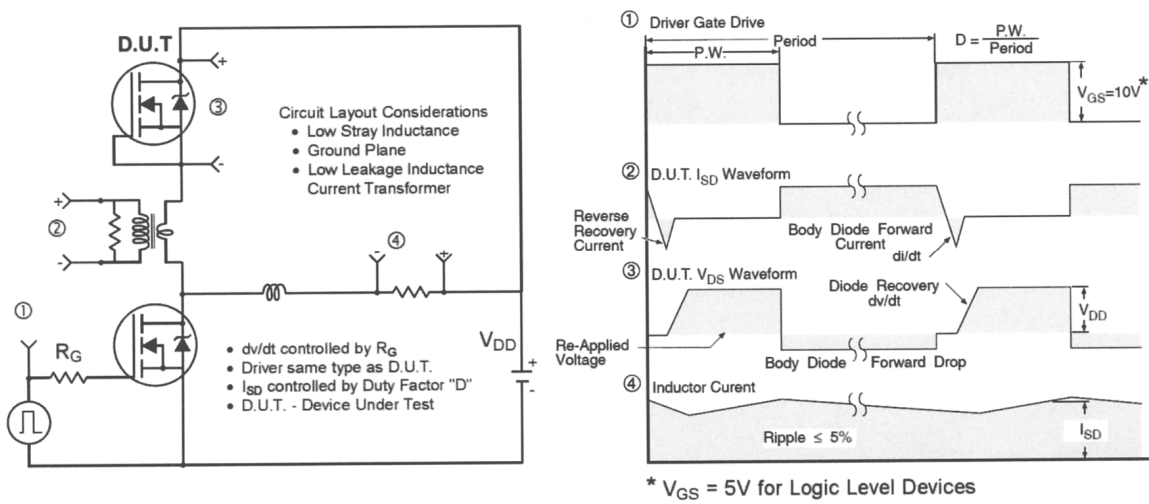 D.U.T
+
③
-
Circuit Layout Considerations
• Low Stray Inductance
• Ground Plane
• Low Leakage Inductance
Current Transformer
+
②
-
④
-
+
①
R_G
V_DD
+
-
• dv/dt controlled by R_G
• Driver same type as D.U.T.
• I_SD controlled by Duty Factor "D"
• D.U.T. - Device Under Test
① Driver Gate Drive
Period
P.W.
D = P.W.
Period
V_GS=10V*
② D.U.T. I_SD Waveform
Reverse
Recovery
Current
Body Diode Forward
Current
di/dt
③ D.U.T. V_DS Waveform
Diode Recovery
dv/dt
V_DD
Re-Applied
Voltage
Body Diode Forward Drop
④ Inductor Curent
Ripple ≤ 5%
I_SD
* V_GS = 5V for Logic Level Devices